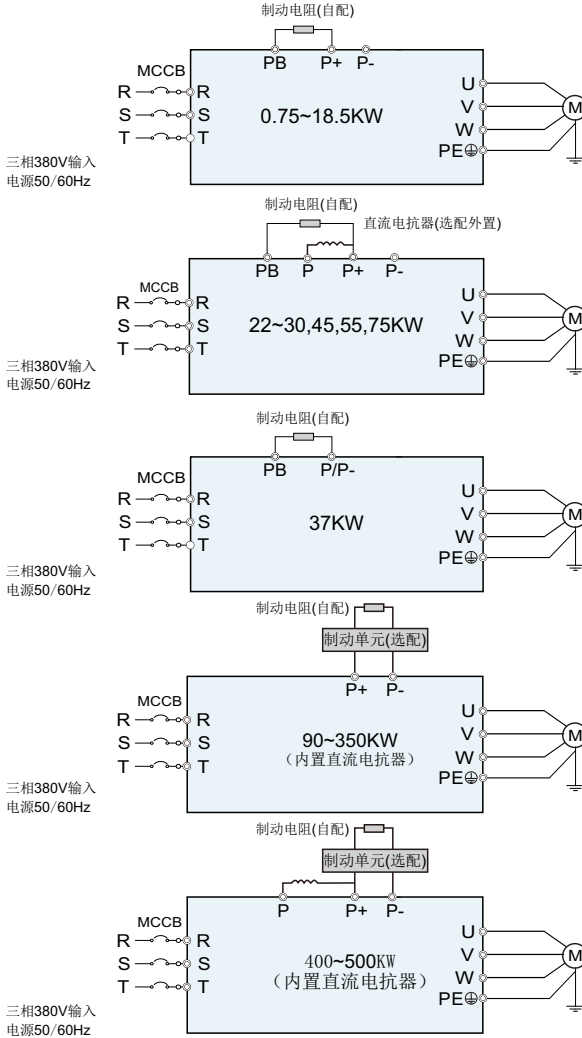 制动电阻(自配)
PB P+ P-
MCCB
R R
S S
T T
0.75~18.5KW
U
V
W
PE
M
三相380V输入
电源50/60Hz
制动电阻(自配)
直流电抗器(选配外置)
PB P P+ P-
MCCB
R R
S S
T T
22~30,45,55,75KW
U
V
W
PE
M
三相380V输入
电源50/60Hz
制动电阻(自配)
PB P/P-
MCCB
R R
S S
T T
37KW
U
V
W
PE
M
三相380V输入
电源50/60Hz
制动电阻(自配)
制动单元(选配)
P+ P-
MCCB
R R
S S
T T
90~350KW
(内置直流电抗器)
U
V
W
PE
M
三相380V输入
电源50/60Hz
制动电阻(自配)
制动单元(选配)
P P+ P-
MCCB
R R
S S
T T
400~500KW
(内置直流电抗器)
U
V
W
PE
M
三相380V输入
电源50/60Hz